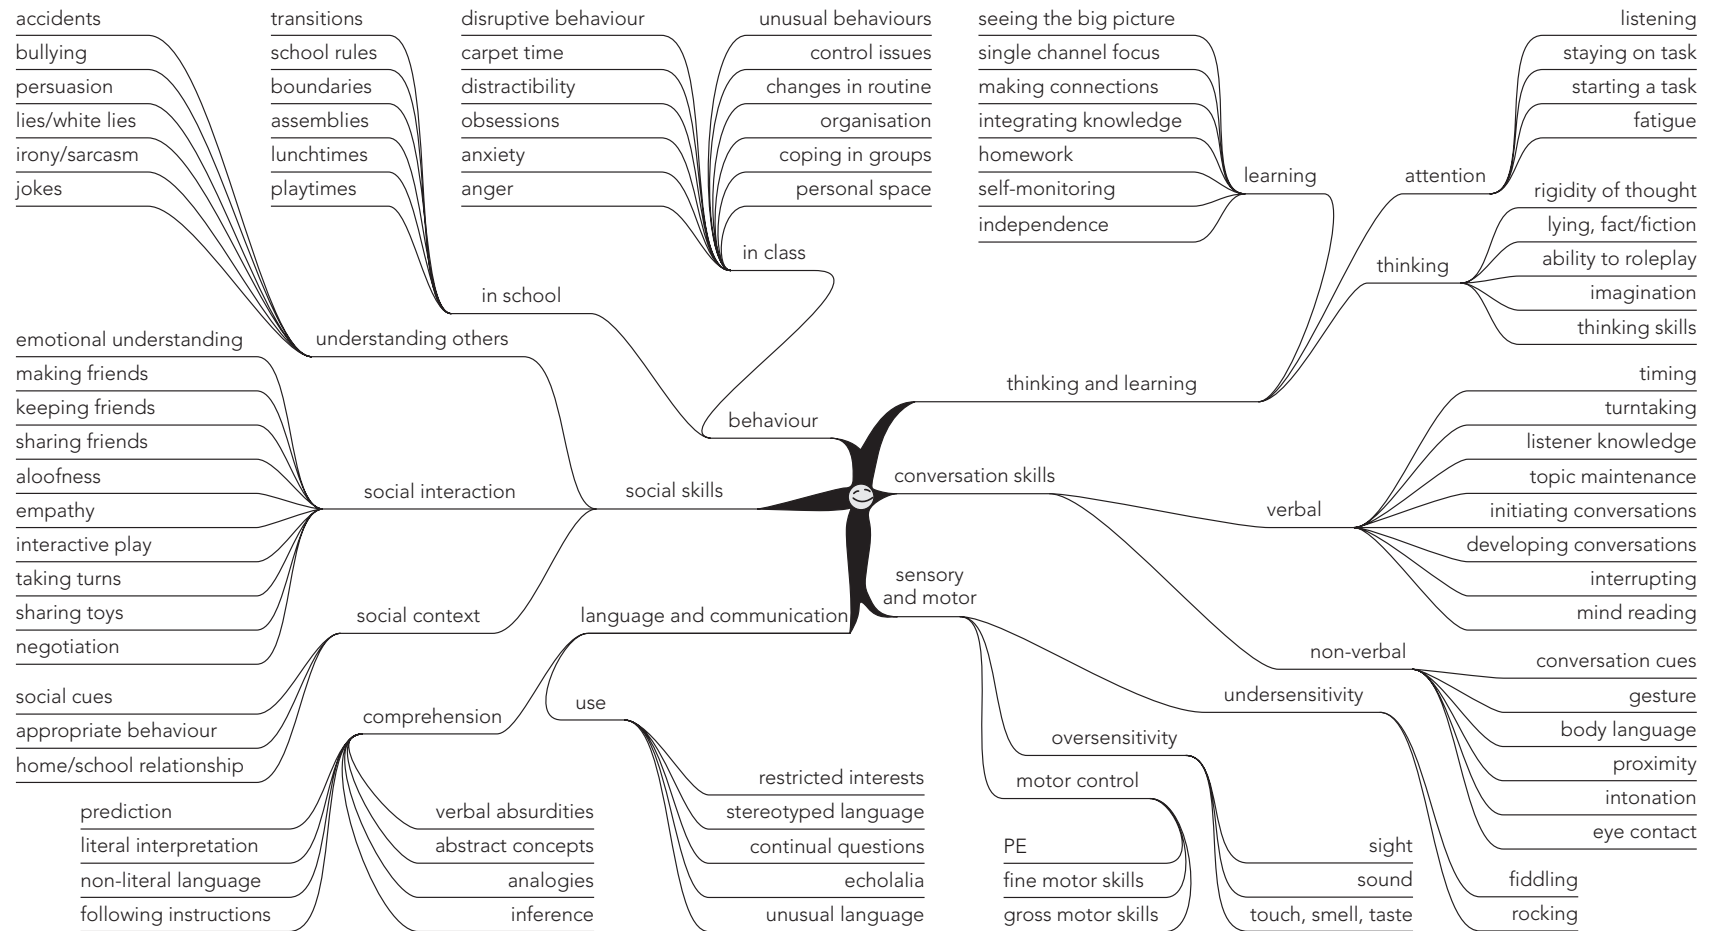 accidents
bullying
persuasion
lies/white lies
irony/sarcasm
jokes
transitions
school rules
boundaries
assemblies
lunchtimes
playtimes
disruptive behaviour
carpet time
distractibility
obsessions
anxiety
anger
unusual behaviours
control issues
changes in routine
organisation
coping in groups
personal space
seeing the big picture
single channel focus
making connections
integrating knowledge
homework
self-monitoring
independence
learning
attention
listening
staying on task
starting a task
fatigue
thinking
rigidity of thought
lying, fact/fiction
ability to roleplay
imagination
thinking skills
in class
in school
understanding others
behaviour
thinking and learning
emotional understanding
making friends
keeping friends
sharing friends
aloofness
empathy
interactive play
taking turns
sharing toys
negotiation
social interaction
social skills
social context
social cues
appropriate behaviour
home/school relationship
conversation skills
verbal
timing
turntaking
listener knowledge
topic maintenance
initiating conversations
developing conversations
interrupting
mind reading
non-verbal
conversation cues
gesture
body language
proximity
intonation
eye contact
language and communication
comprehension
prediction
literal interpretation
non-literal language
following instructions
verbal absurdities
abstract concepts
analogies
inference
use
restricted interests
stereotyped language
continual questions
echolalia
unusual language
sensory
and motor
undersensitivity
oversensitivity
motor control
PE
fine motor skills
gross motor skills
sight
sound
touch, smell, taste
fiddling
rocking